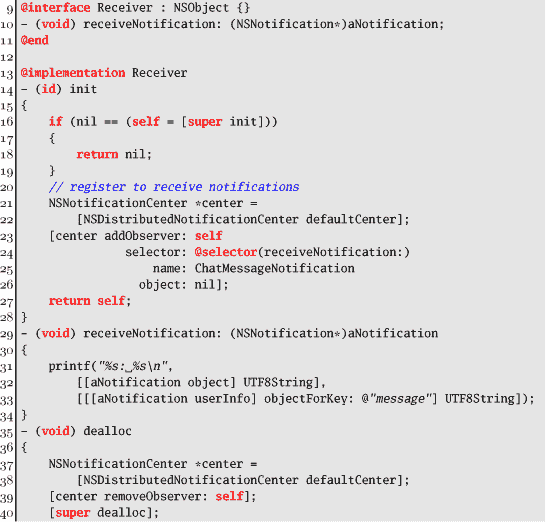 9 @interface Receiver : NSObject {}
10 - (void) receiveNotification: (NSNotification*)aNotification;
11 @end
12
13 @implementation Receiver
14 - (id) init
15 {
16     if (nil == (self = [super init]))
17     {
18         return nil;
19     }
20     // register to receive notifications
21     NSNotificationCenter *center =
22         [NSDistributedNotificationCenter defaultCenter];
23     [center addObserver: self
24                selector: @selector(receiveNotification:)
25                    name: ChatMessageNotification
26                  object: nil];
27     return self;
28 }
29 - (void) receiveNotification: (NSNotification*)aNotification
30 {
31     printf("%s:␣%s\n",
32         [[aNotification object] UTF8String],
33         [[[aNotification userInfo] objectForKey: @"message"] UTF8String]);
34 }
35 - (void) dealloc
36 {
37     NSNotificationCenter *center =
38         [NSDistributedNotificationCenter defaultCenter];
39     [center removeObserver: self];
40     [super dealloc];